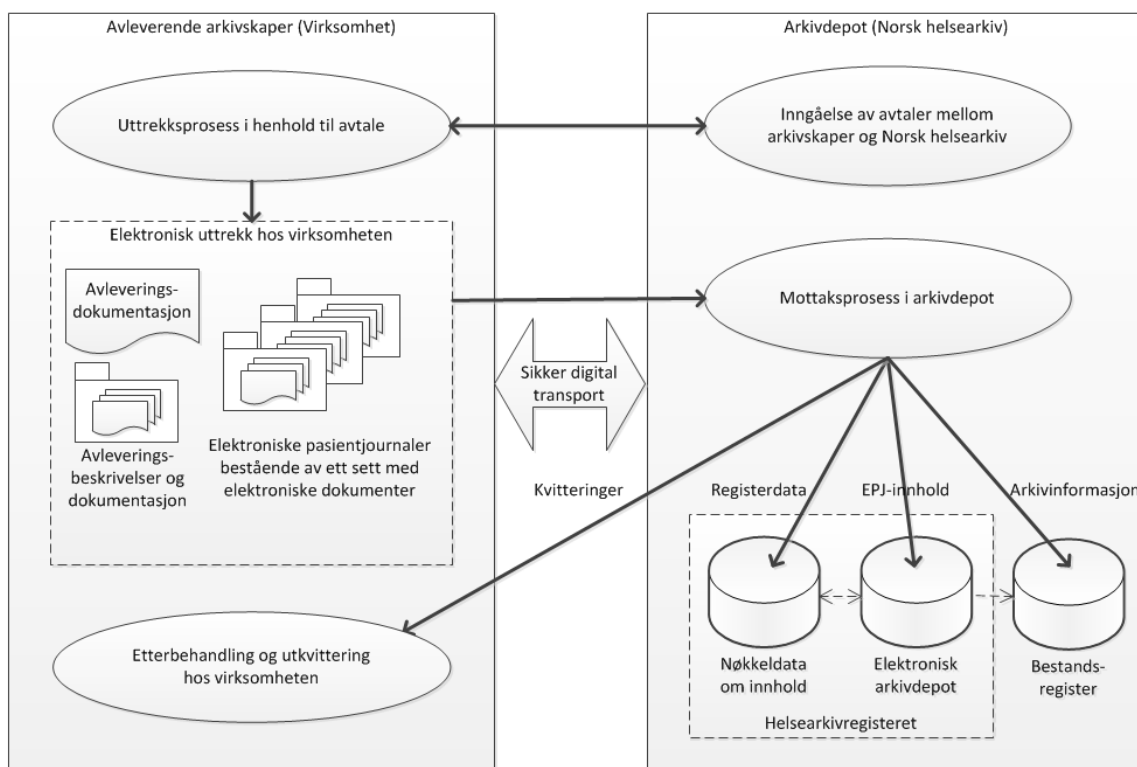 Avleverende arkivskaper (Virksomhet)
Uttrekksprosess i henhold til avtale
Elektronisk uttrekk hos virksomheten
Avleverings-
dokumentasjon
Avleverings-
beskrivelser og
dokumentasjon
Elektroniske pasientjournaler
bestående av ett sett med
elektroniske dokumenter
Etterbehandling og utkvittering
hos virksomheten
Sikker digital
transport
Kvitteringer
Arkivdepot (Norsk helsearkiv)
Inngåelse av avtaler mellom
arkivskaper og Norsk helsearkiv
Mottaksprosess i arkivdepot
Registerdata
EPJ-innhold
Arkivinformasjon
Nøkkeldata
om innhold
Elektronisk
arkivdepot
Bestands-
register
Helsearkivregisteret